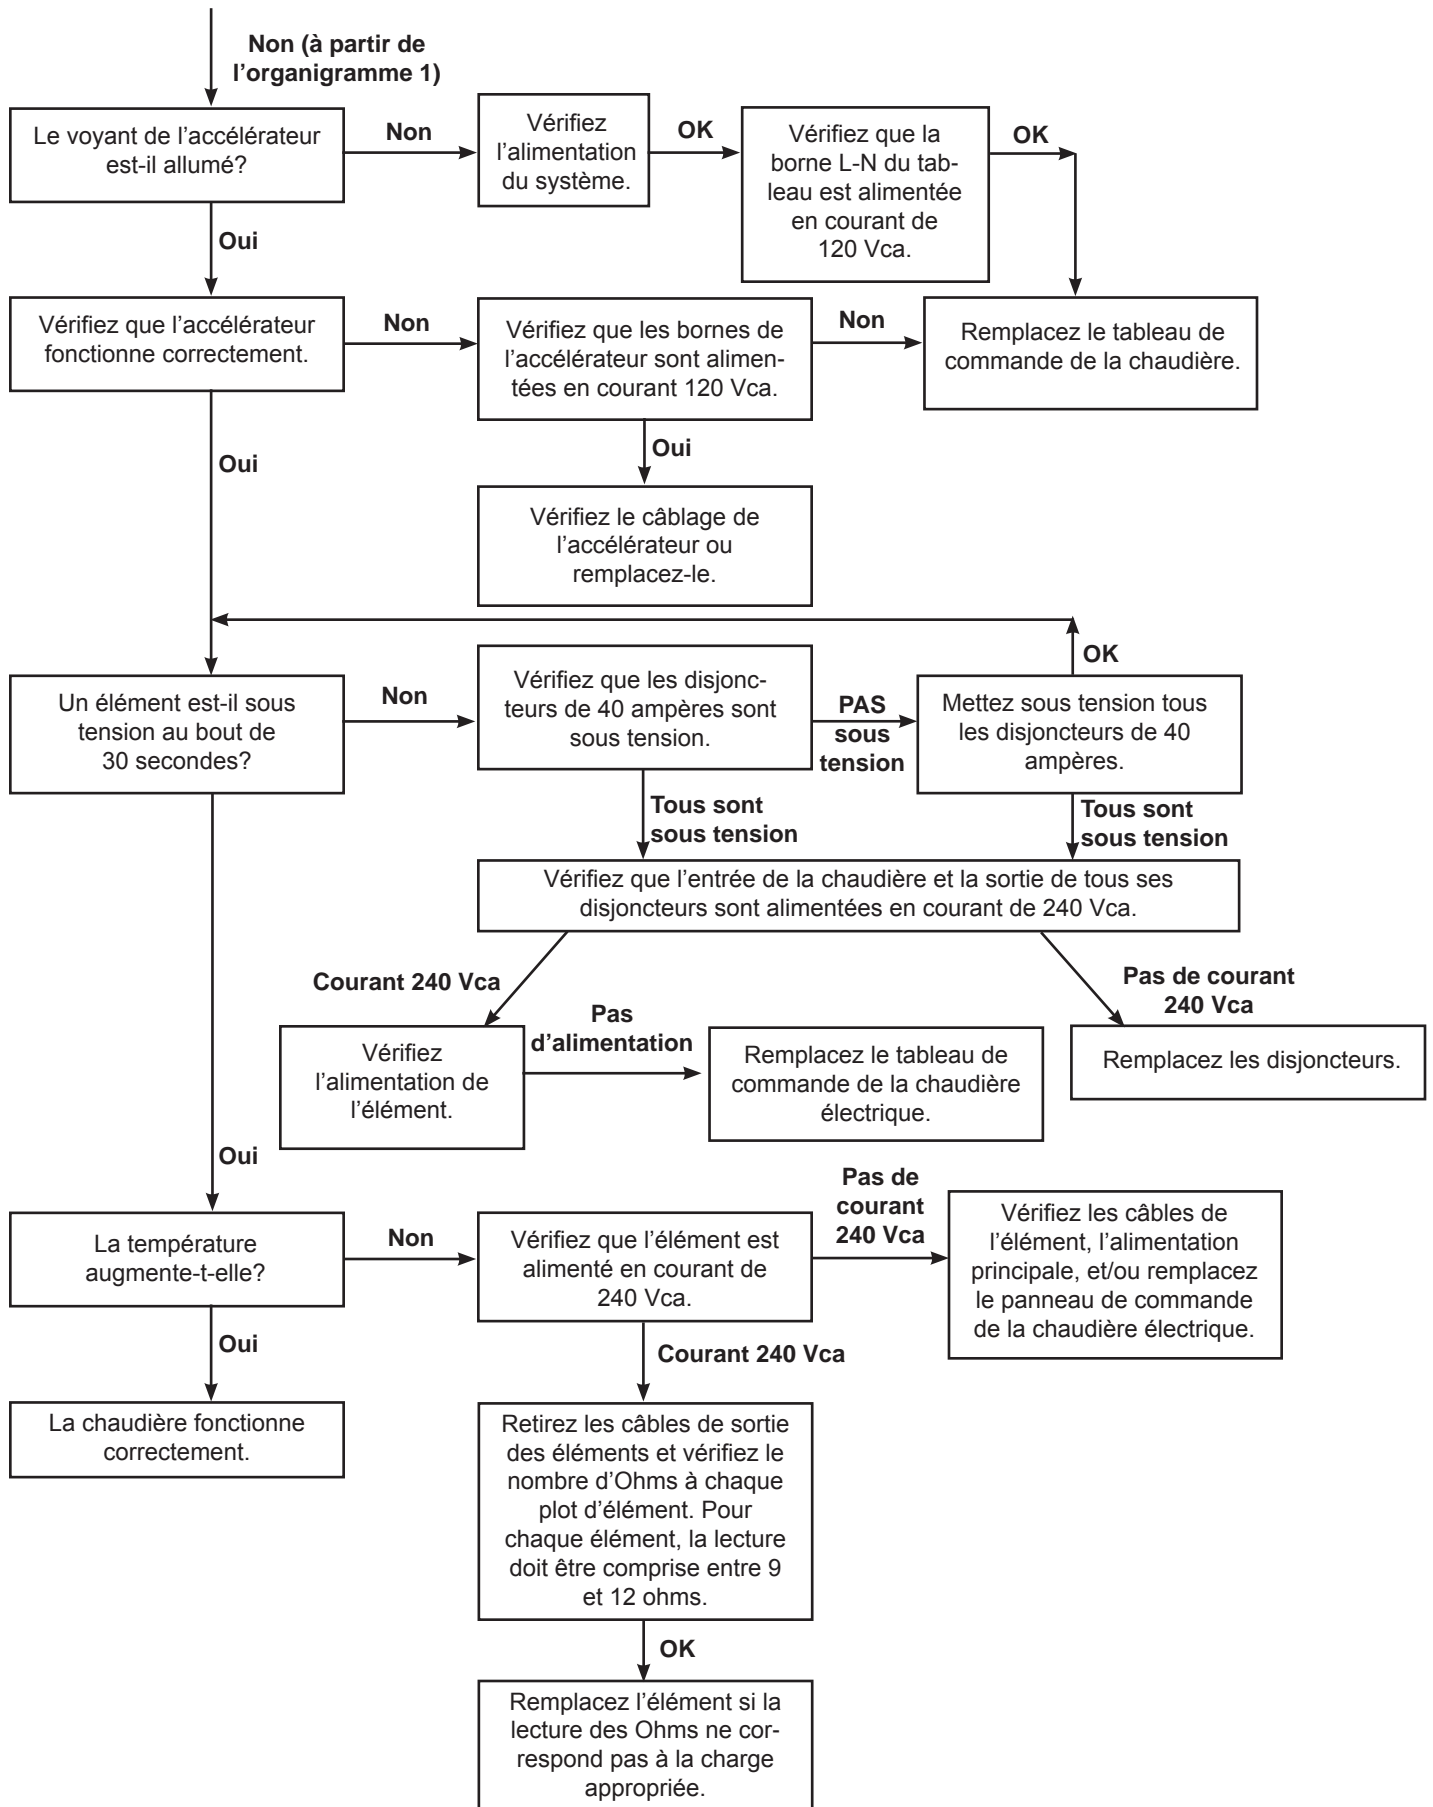 Non (à partir de
l'organigramme 1)
Le voyant de l'accélérateur
est-il allumé?
Non
Vérifiez
l'alimentation
du système.
OK
Vérifiez que la
borne L-N du tab-
leau est alimentée
en courant de
120 Vca.
OK
Oui
Vérifiez que l'accélérateur
fonctionne correctement.
Non
Vérifiez que les bornes de
l'accélérateur sont alimen-
tées en courant 120 Vca.
Non
Remplacez le tableau de
commande de la chaudière.
Oui
Oui
Vérifiez le câblage de
l'accélérateur ou
remplacez-le.
OK
Un élément est-il sous
tension au bout de
30 secondes?
Non
Vérifiez que les disjonc-
teurs de 40 ampères sont
sous tension.
PAS
sous
tension
Mettez sous tension tous
les disjoncteurs de 40
ampères.
Tous sont
sous tension
Tous sont
sous tension
Vérifiez que l'entrée de la chaudière et la sortie de tous ses
disjoncteurs sont alimentées en courant de 240 Vca.
Courant 240 Vca
Pas de courant
240 Vca
Vérifiez
l'alimentation de
l'élément.
Pas
d'alimentation
Remplacez le tableau de
commande de la chaudière
électrique.
Remplacez les disjoncteurs.
Oui
La température
augmente-t-elle?
Non
Vérifiez que l'élément est
alimenté en courant de
240 Vca.
Pas de
courant
240 Vca
Vérifiez les câbles de
l'élément, l'alimentation
principale, et/ou remplacez
le panneau de commande
de la chaudière électrique.
Oui
Courant 240 Vca
La chaudière fonctionne
correctement.
Retirez les câbles de sortie
des éléments et vérifiez le
nombre d'Ohms à chaque
plot d'élément. Pour
chaque élément, la lecture
doit être comprise entre 9
et 12 ohms.
OK
Remplacez l'élément si la
lecture des Ohms ne cor-
respond pas à la charge
appropriée.